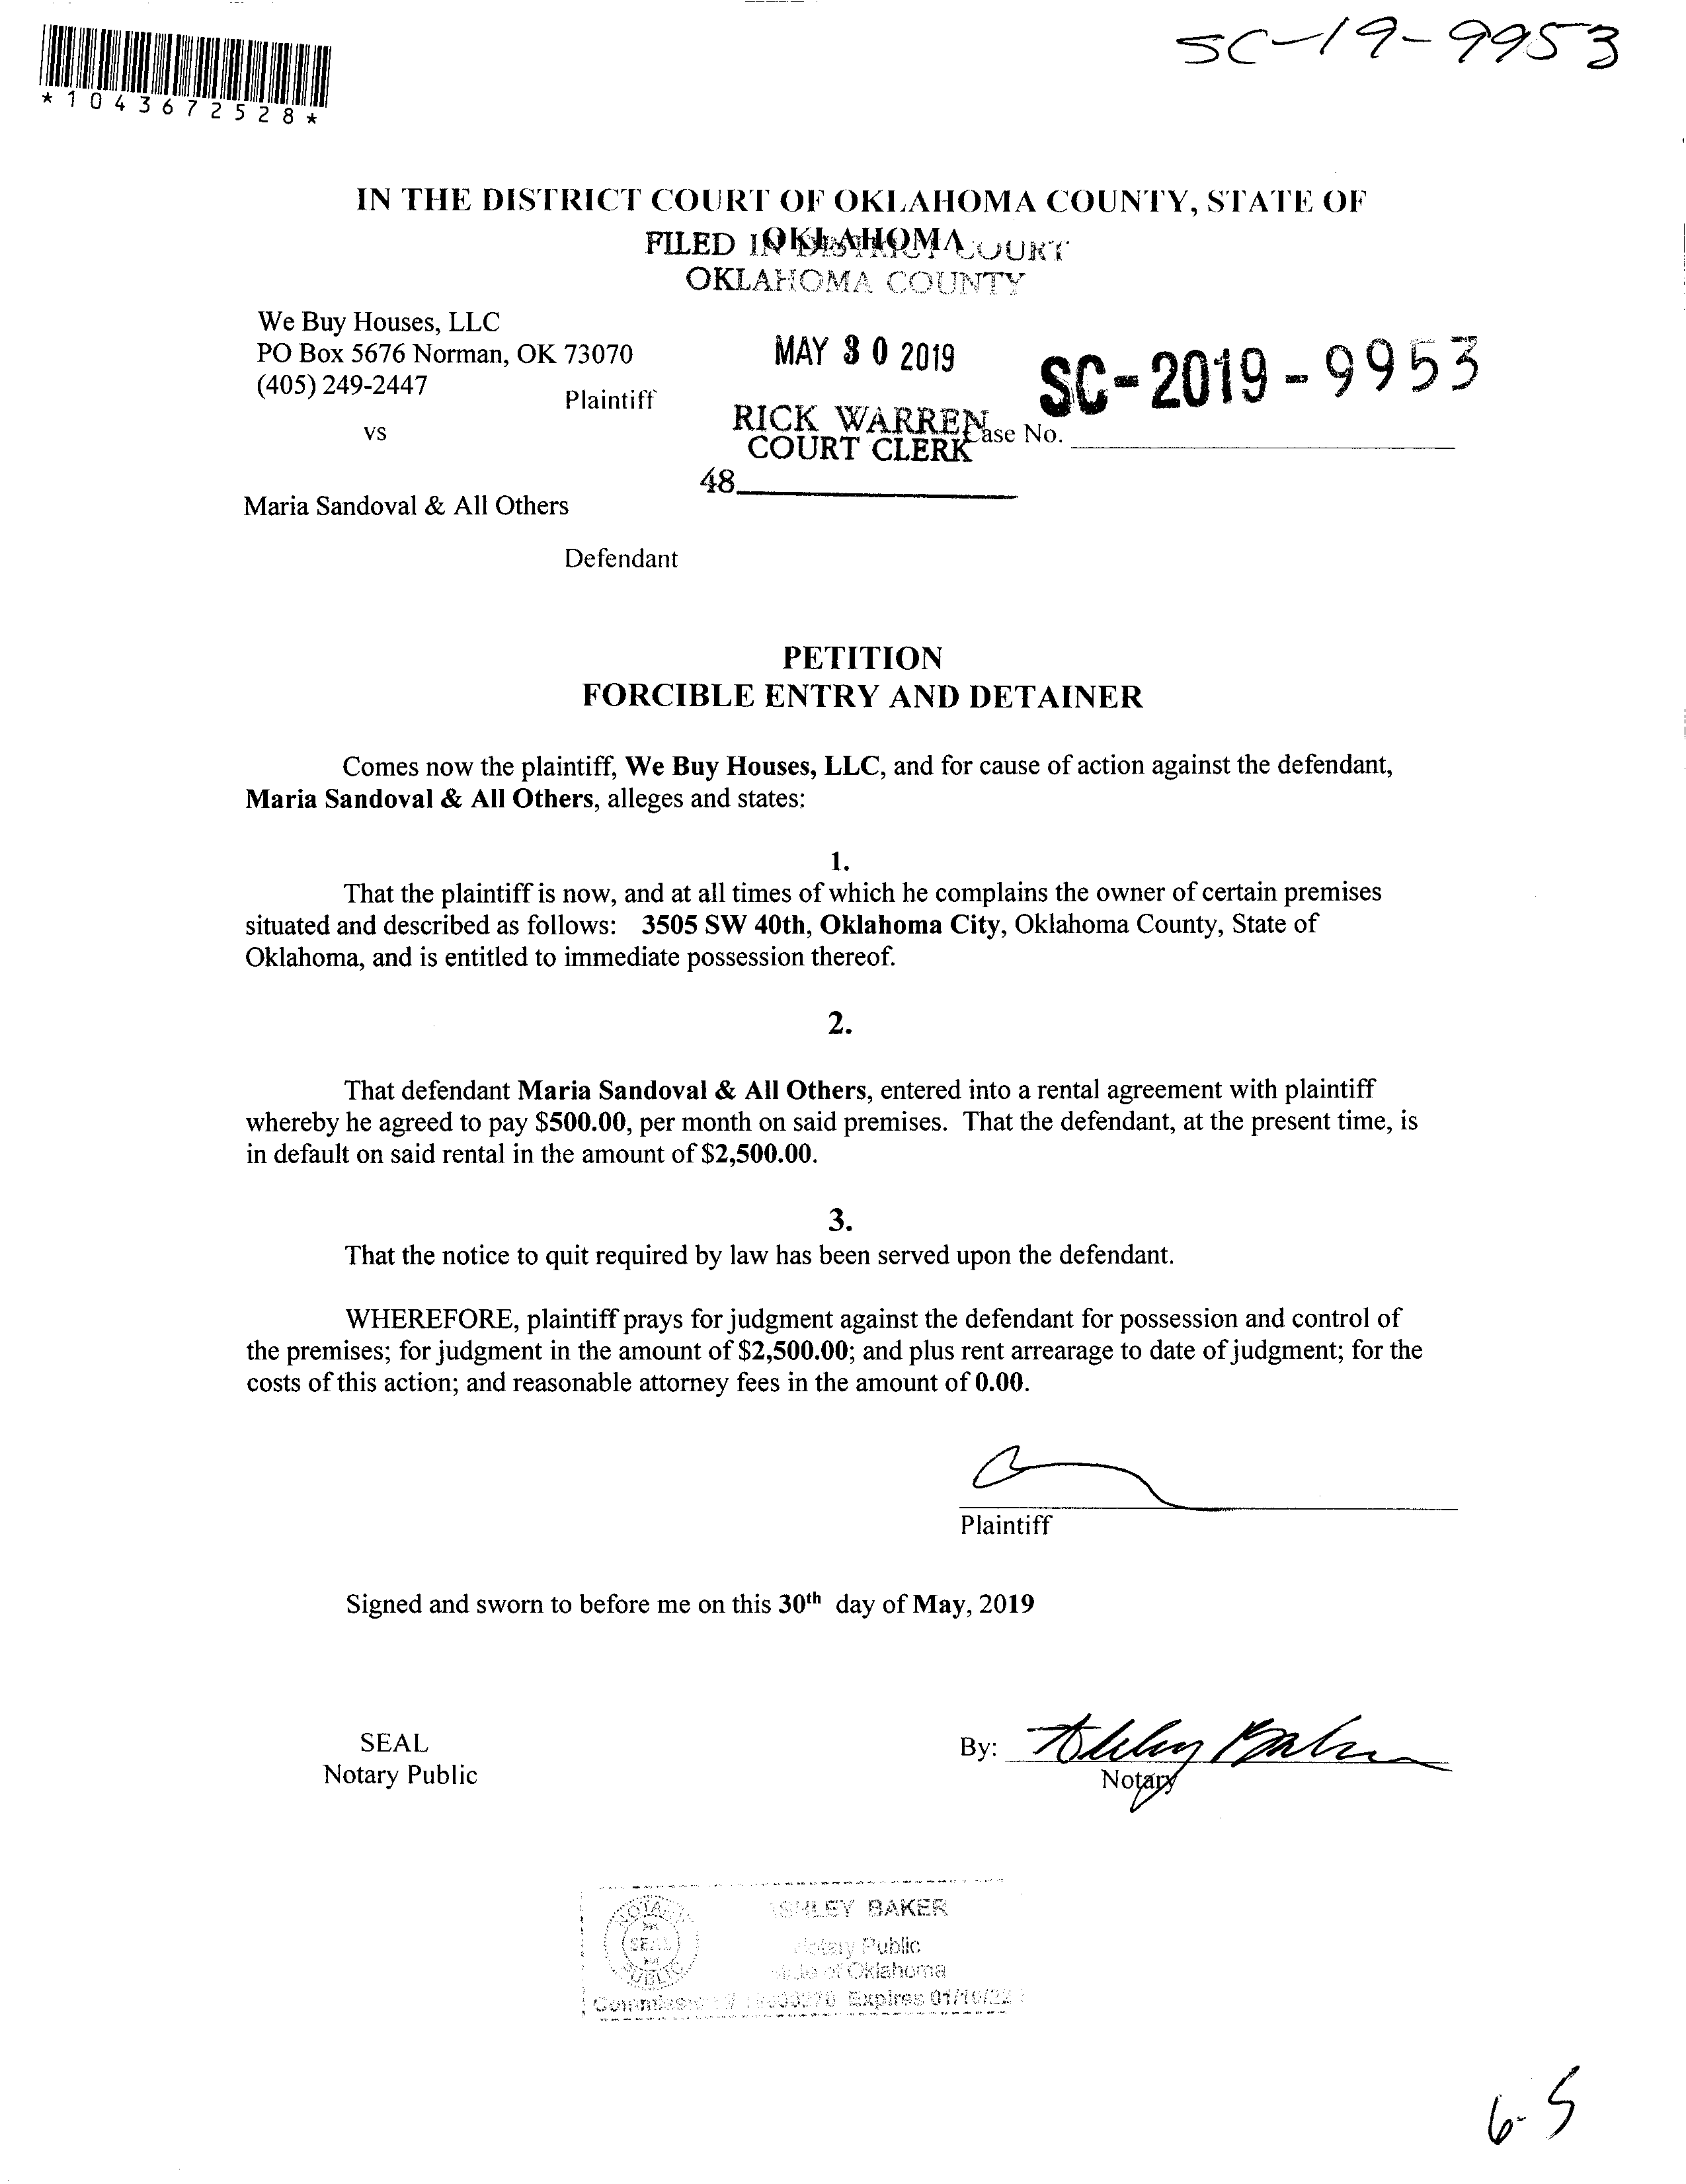 SC-19-9953
*1043672528*
IN THE DISTRICT COURT OF OKLAHOMA COUNTY, STATE OF
OKLAHOMA
FILED IN DISTRICT COURT
OKLAHOMA COUNTY
We Buy Houses, LLC
PO Box 5676 Norman, OK 73070
(405) 249-2447
Plaintiff
MAY 30 2019
SC-2019-9953
RICK WARREN
COURT CLERK
Case No.
vs
48
Maria Sandoval & All Others
Defendant
PETITION
FORCIBLE ENTRY AND DETAINER
Comes now the plaintiff, We Buy Houses, LLC, and for cause of action against the defendant,
Maria Sandoval & All Others, alleges and states:
1.
That the plaintiff is now, and at all times of which he complains the owner of certain premises
situated and described as follows: 3505 SW 40th, Oklahoma City, Oklahoma County, State of
Oklahoma, and is entitled to immediate possession thereof.
2.
That defendant Maria Sandoval & All Others, entered into a rental agreement with plaintiff
whereby he agreed to pay $500.00, per month on said premises. That the defendant, at the present time, is
in default on said rental in the amount of $2,500.00.
3.
That the notice to quit required by law has been served upon the defendant.
WHEREFORE, plaintiff prays for judgment against the defendant for possession and control of
the premises; for judgment in the amount of $2,500.00; and plus rent arrearage to date of judgment; for the
costs of this action; and reasonable attorney fees in the amount of 0.00.
Plaintiff
Signed and sworn to before me on this 30th day of May, 2019
SEAL
Notary Public
By: Ashley Baker
Notary
NOTARY
SEAL
PUBLIC
ASHLEY BAKER
Notary Public
State of Oklahoma
Commission # Expires 01/10/22
6-5